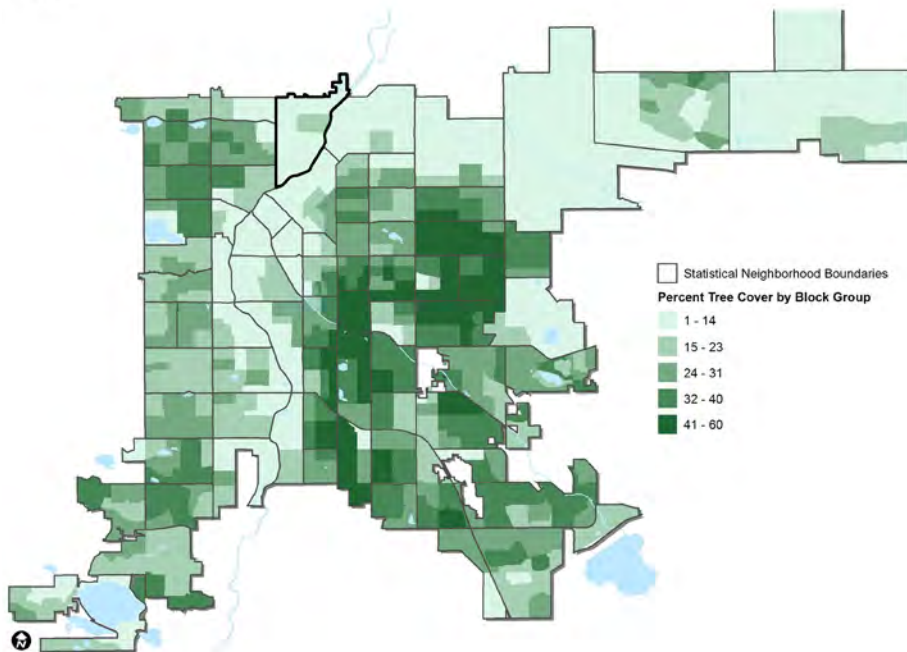 Statistical Neighborhood Boundaries
Percent Tree Cover by Block Group
1 - 14
15 - 23
24 - 31
32 - 40
41 - 60
N